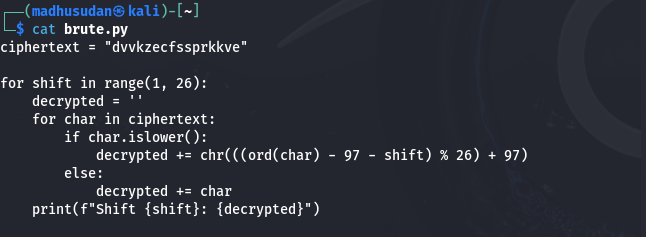 ┌──(madhusudan㉿kali)-[~]
└─$ cat brute.py
ciphertext = "dvvkzecfssprkkve"

for shift in range(1, 26):
    decrypted = ''
    for char in ciphertext:
        if char.islower():
            decrypted += chr(((ord(char) - 97 - shift) % 26) + 97)
        else:
            decrypted += char
    print(f"Shift {shift}: {decrypted}")